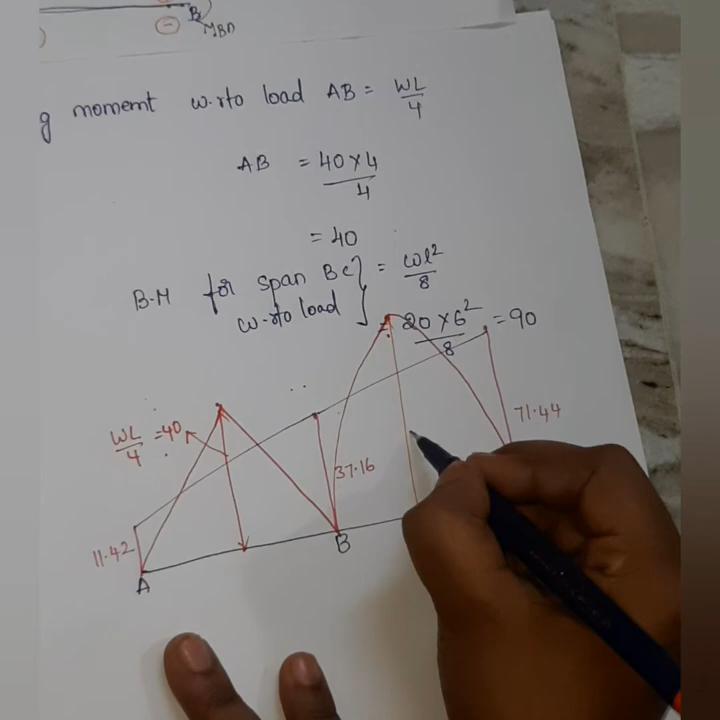 B
MBD
g moment w.r.to load AB = WL/4
AB = 40×4/4
= 40
B.M for span BC } = wl²/8
w.r.to load
= 20×6²/8 = 90
WL/4 = 40
71.44
37.16
11.42
B
A